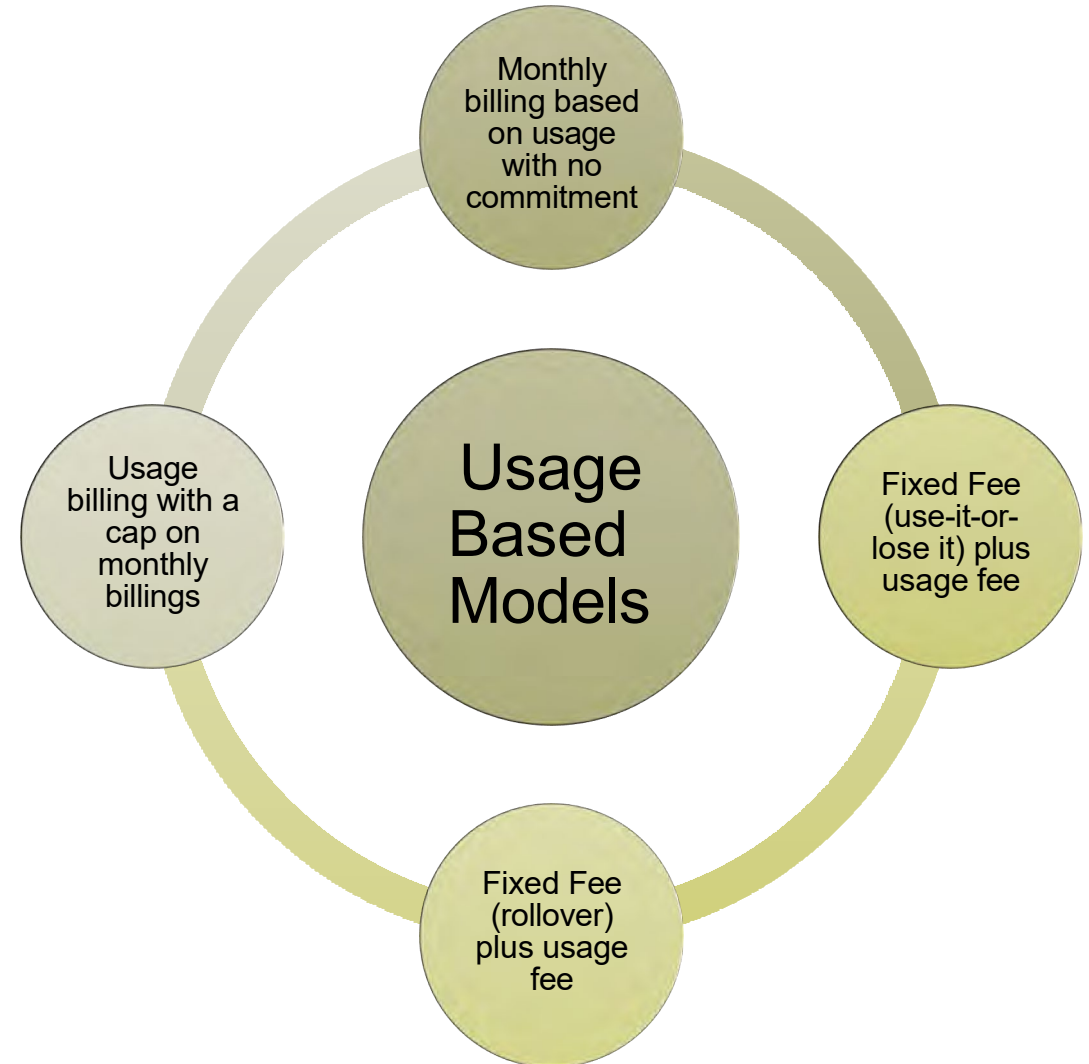 Monthly
billing based
on usage
with no
commitment
Usage
Based
Models
Usage
billing with a
cap on
monthly
billings
Fixed Fee
(use-it-or-
lose it) plus
usage fee
Fixed Fee
(rollover)
plus usage
fee